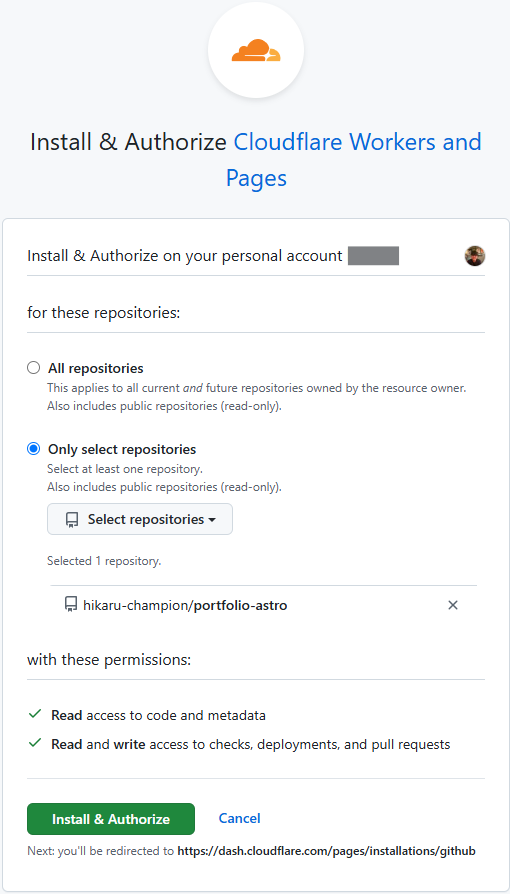 Install & Authorize Cloudflare Workers and
Pages
Install & Authorize on your personal account
for these repositories:
All repositories
This applies to all current and future repositories owned by the resource owner.
Also includes public repositories (read-only).
Only select repositories
Select at least one repository.
Also includes public repositories (read-only).
Select repositories
Selected 1 repository.
hikaru-champion/portfolio-astro
with these permissions:
Read access to code and metadata
Read and write access to checks, deployments, and pull requests
Install & Authorize Cancel
Next: you'll be redirected to https://dash.cloudflare.com/pages/installations/github